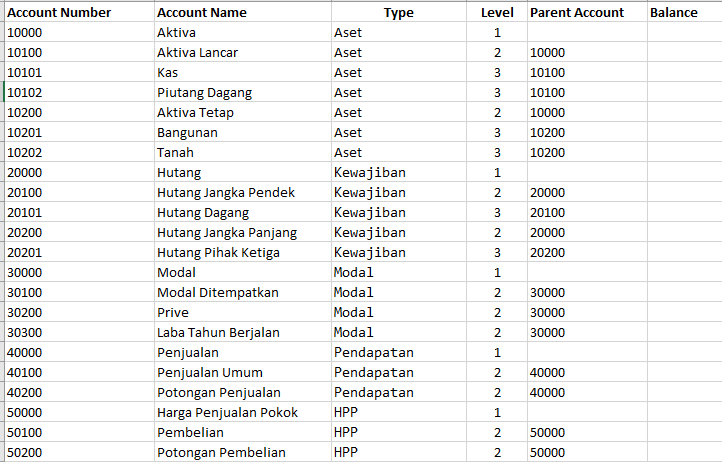 Account Number Account Name Type Level Parent Account Balance
10000 Aktiva Aset 1
10100 Aktiva Lancar Aset 2 10000
10101 Kas Aset 3 10100
10102 Piutang Dagang Aset 3 10100
10200 Aktiva Tetap Aset 2 10000
10201 Bangunan Aset 3 10200
10202 Tanah Aset 3 10200
20000 Hutang Kewajiban 1
20100 Hutang Jangka Pendek Kewajiban 2 20000
20101 Hutang Dagang Kewajiban 3 20100
20200 Hutang Jangka Panjang Kewajiban 2 20000
20201 Hutang Pihak Ketiga Kewajiban 3 20200
30000 Modal Modal 1
30100 Modal Ditempatkan Modal 2 30000
30200 Prive Modal 2 30000
30300 Laba Tahun Berjalan Modal 2 30000
40000 Penjualan Pendapatan 1
40100 Penjualan Umum Pendapatan 2 40000
40200 Potongan Penjualan Pendapatan 2 40000
50000 Harga Penjualan Pokok HPP 1
50100 Pembelian HPP 2 50000
50200 Potongan Pembelian HPP 2 50000